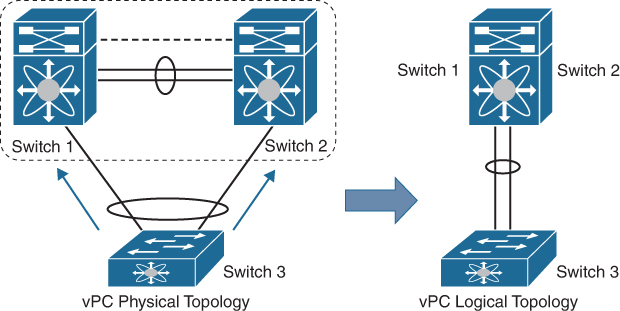 Switch 1
Switch 2
Switch 1
Switch 2
Switch 3
Switch 3
vPC Physical Topology
vPC Logical Topology